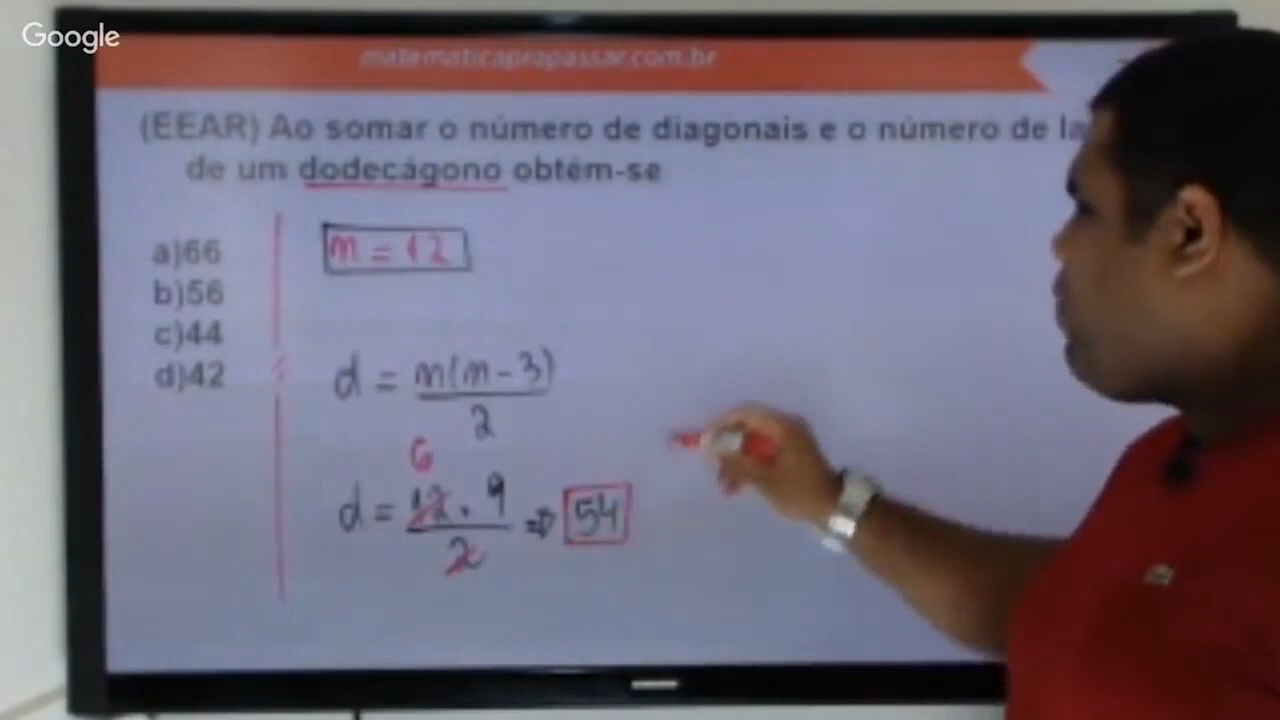 Google
matematicaprapassar.com.br
(EEAR) Ao somar o número de diagonais e o número de
de um dodecágono obtém-se
a)66
b)56
c)44
d)42
n = 12
d = n(n-3)
2
6
d = 12 . 9 ⇒ 54
2